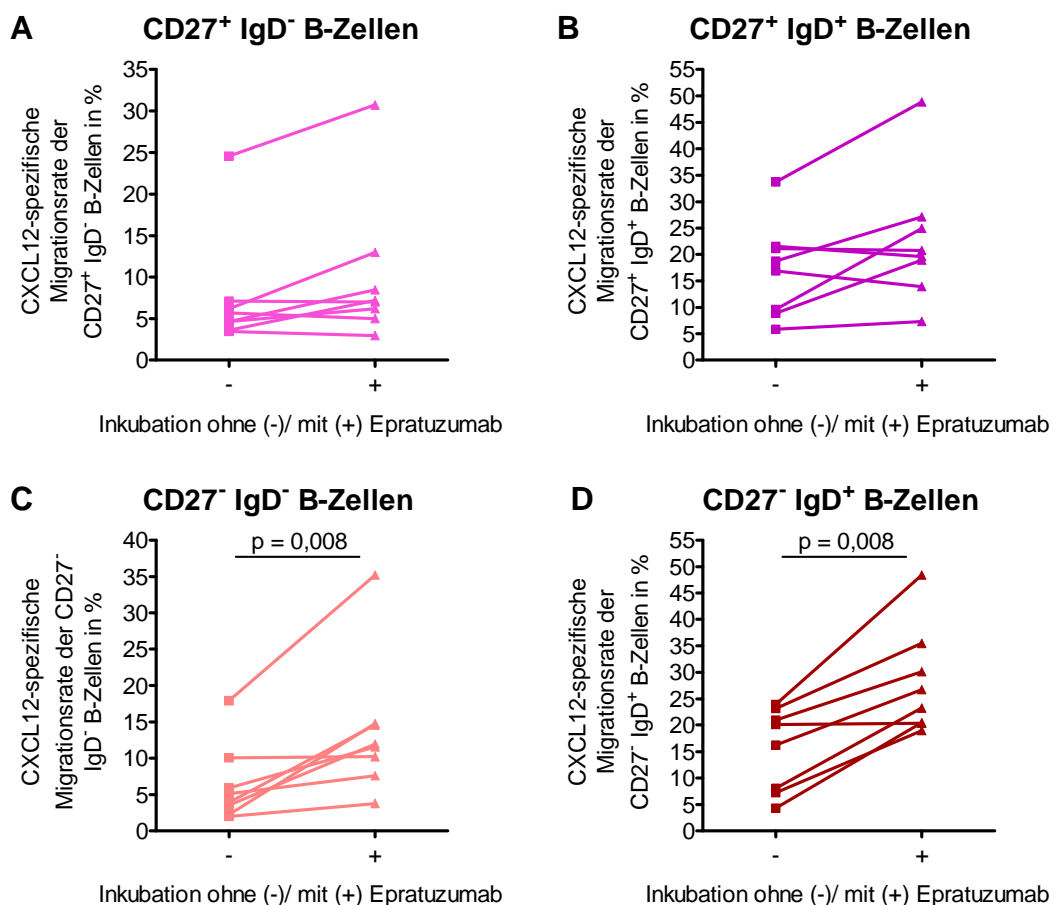 A
CD27⁺ IgD⁻ B-Zellen
CXCL12-spezifische
Migrationsrate der
CD27⁺ IgD⁻ B-Zellen in %
35
30
25
20
15
10
5
0
-
+
Inkubation ohne (-)/ mit (+) Epratuzumab
B
CD27⁺ IgD⁺ B-Zellen
CXCL12-spezifische
Migrationsrate der
CD27⁺ IgD⁺ B-Zellen in %
55
50
45
40
35
30
25
20
15
10
5
0
-
+
Inkubation ohne (-)/ mit (+) Epratuzumab
C
CD27⁻ IgD⁻ B-Zellen
CXCL12-spezifische
Migrationsrate der CD27⁻
IgD⁻ B-Zellen in %
40
35
30
25
20
15
10
5
0
p = 0,008
-
+
Inkubation ohne (-)/ mit (+) Epratuzumab
D
CD27⁻ IgD⁺ B-Zellen
CXCL12-spezifische
Migrationsrate der
CD27⁻ IgD⁺ B-Zellen in %
55
50
45
40
35
30
25
20
15
10
5
0
p = 0,008
-
+
Inkubation ohne (-)/ mit (+) Epratuzumab